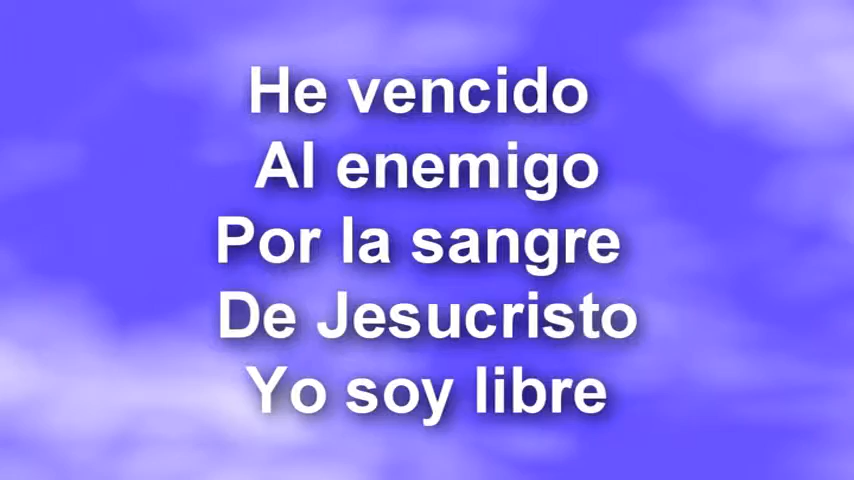 He vencido
Al enemigo
Por la sangre
De Jesucristo
Yo soy libre